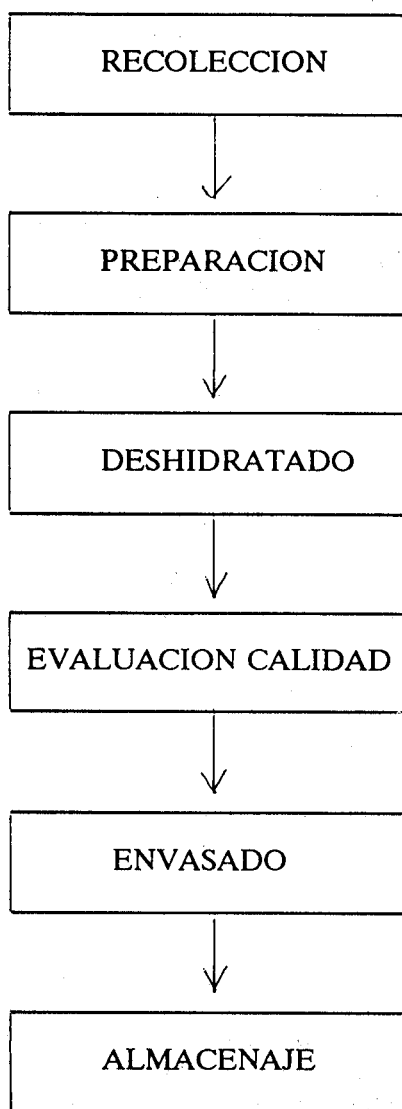 RECOLECCION
PREPARACION
DESHIDRATADO
EVALUACION CALIDAD
ENVASADO
ALMACENAJE